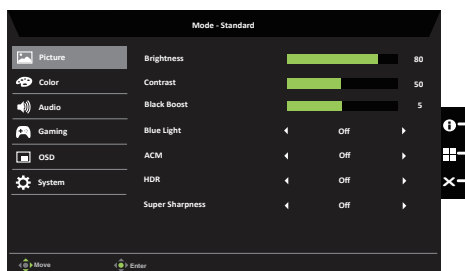 Mode - Standard
Picture
Brightness 80
Color
Contrast 50
Audio
Black Boost 5
Gaming
Blue Light Off
OSD
ACM Off
System
HDR Off
Super Sharpness Off
Move Enter